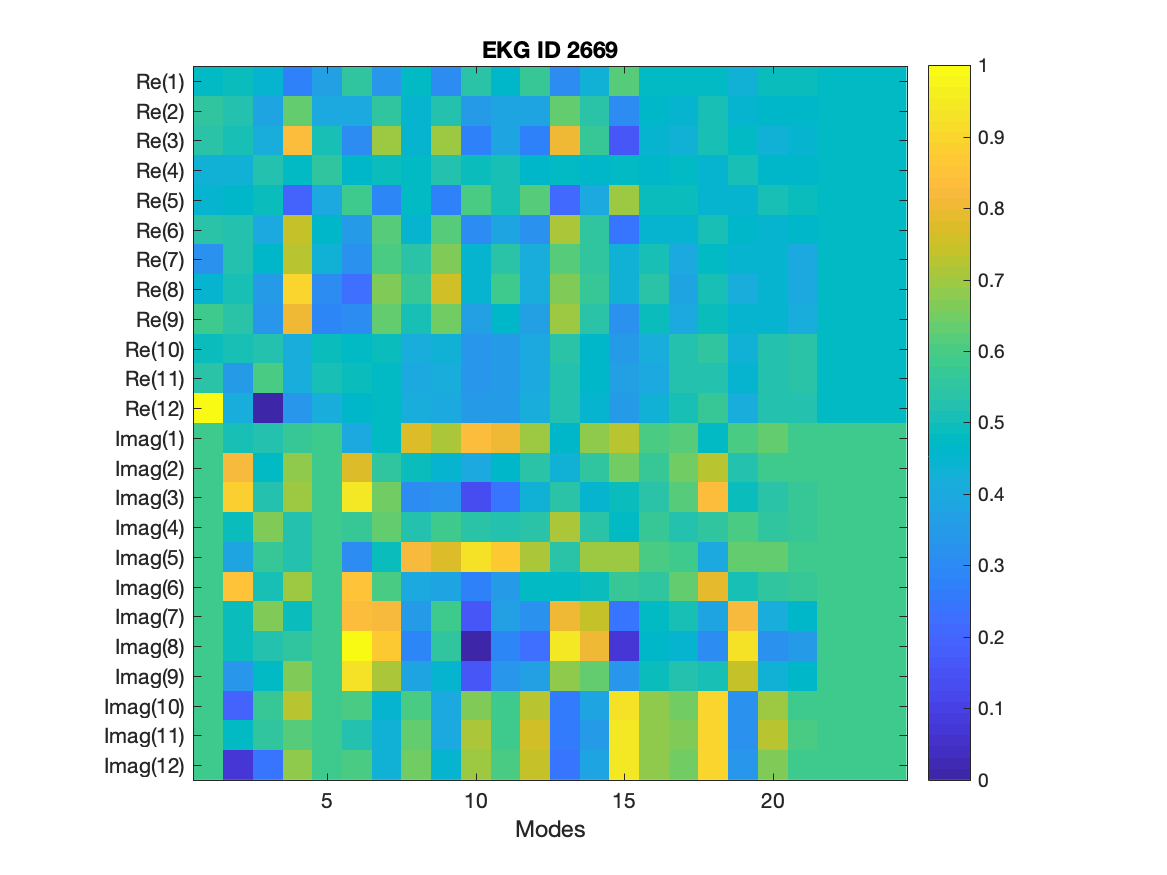 EKG ID 2669
Re(1)
Re(2)
Re(3)
Re(4)
Re(5)
Re(6)
Re(7)
Re(8)
Re(9)
Re(10)
Re(11)
Re(12)
Imag(1)
Imag(2)
Imag(3)
Imag(4)
Imag(5)
Imag(6)
Imag(7)
Imag(8)
Imag(9)
Imag(10)
Imag(11)
Imag(12)
5 10 15 20
Modes
1
0.9
0.8
0.7
0.6
0.5
0.4
0.3
0.2
0.1
0